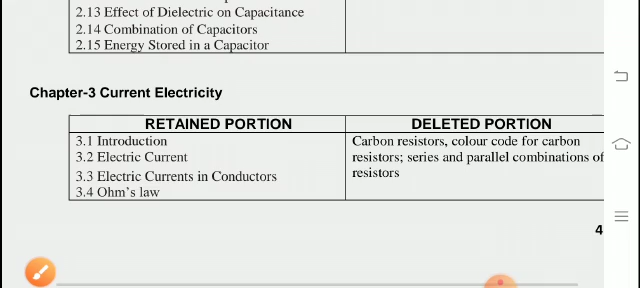 2.13 Effect of Dielectric on Capacitance
2.14 Combination of Capacitors
2.15 Energy Stored in a Capacitor
Chapter-3 Current Electricity
RETAINED PORTION
DELETED PORTION
3.1 Introduction
3.2 Electric Current
3.3 Electric Currents in Conductors
3.4 Ohm's law
Carbon resistors, colour code for carbon
resistors; series and parallel combinations of
resistors
4